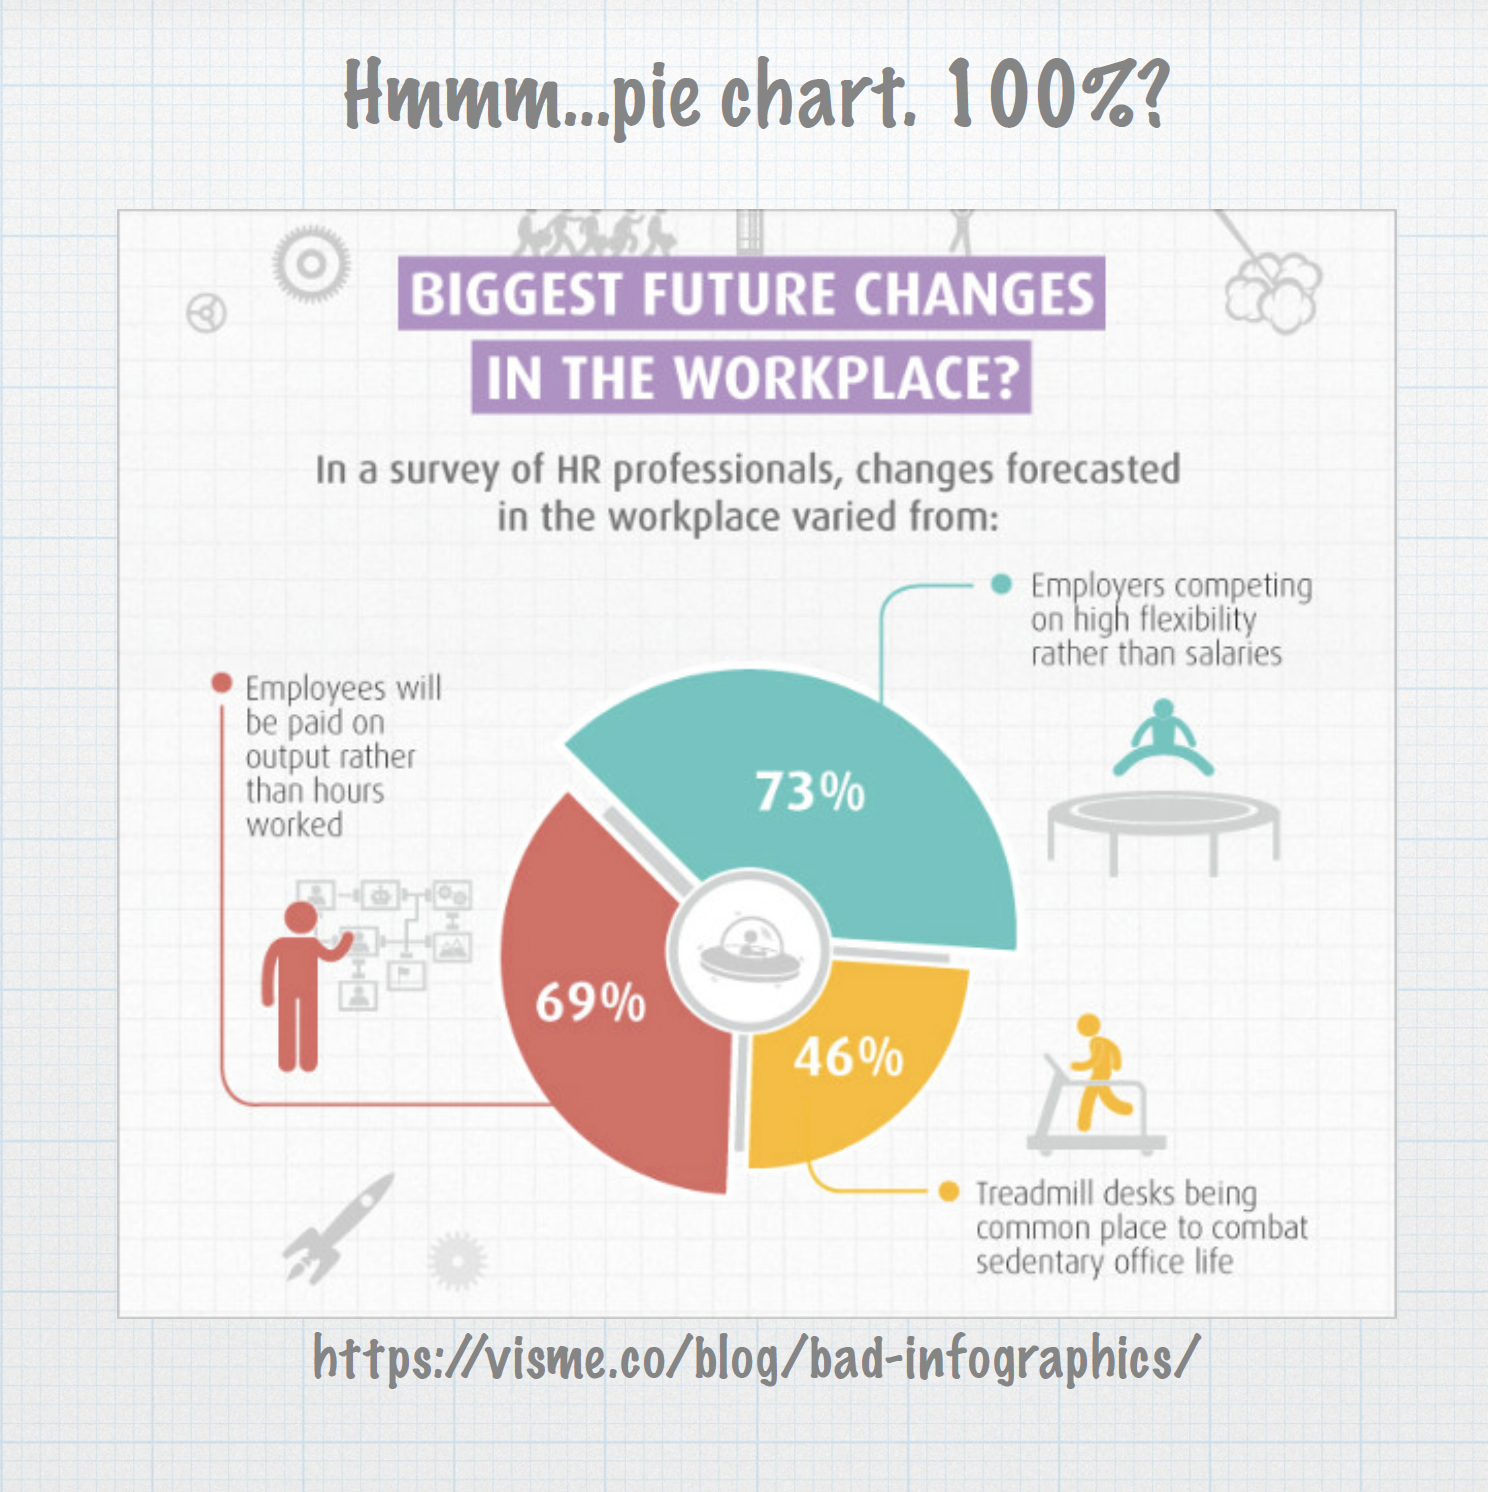 Hmmm...pie chart. 100%?
BIGGEST FUTURE CHANGES
IN THE WORKPLACE?
In a survey of HR professionals, changes forecasted
in the workplace varied from:
Employers competing
on high flexibility
rather than salaries
Employees will
be paid on
output rather
than hours
worked
73%
69%
46%
Treadmill desks being
common place to combat
sedentary office life
https://visme.co/blog/bad-infographics/